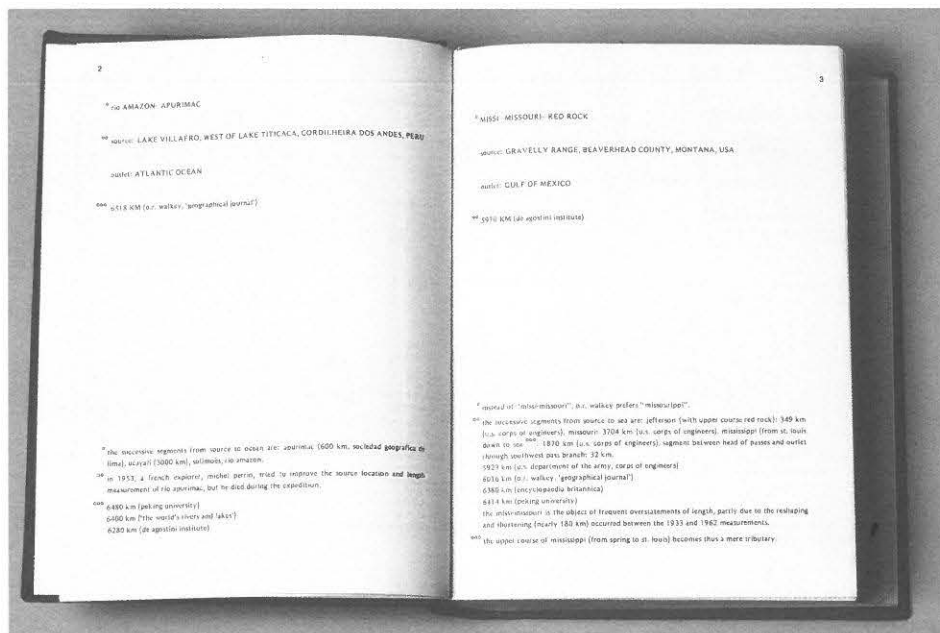 2
° rio AMAZON- APURIMAC
°° source: LAKE VILLAFRO, WEST OF LAKE TITICACA, CORDILHEIRA DOS ANDES, PERU
outlet: ATLANTIC OCEAN
°°° 6518 KM (o.r. walkey, 'geographical journal')
° the successive segments from source to ocean are: apurimac (600 km, sociedad geografica de
lima), ucayali (3000 km), solimoës, rio amazon.
°° in 1953, a french explorer, michel perrin, tried to improve the source location and length
measurement of rio apurimac, but he died during the expedition.
°°° 6480 km (peking university)
6400 km ('the world's rivers and lakes')
6280 km (de agostini institute)
3
° MISSI- MISSOURI- RED ROCK
source: GRAVELLY RANGE, BEAVERHEAD COUNTY, MONTANA, USA
outlet: GULF OF MEXICO
°° 5970 KM (de agostini institute)
° instead of "missi-missouri", o.r. walkey prefers "missourippi".
°° the successive segments from source to sea are: jefferson (with upper course red rock): 349 km
(u.s. corps of engineers), missouri: 3704 km (u.s. corps of engineers), mississippi (from st. louis
down to sea °°°: 1870 km (u.s. corps of engineers), segment between head of passes and outlet
through southwest pass branch: 32 km.
5923 km (u.s. department of the army, corps of engineers)
6036 km (o.r. walkey, 'geographical journal')
6380 km (encyclopaedia britannica)
6414 km (peking university)
the missi-missouri is the object of frequent overstatements of length, partly due to the reshaping
and shortening (nearly 180 km) occurred between the 1933 and 1962 measurements.
°°° the upper course of mississippi (from spring to st. louis) becomes thus a mere tributary.